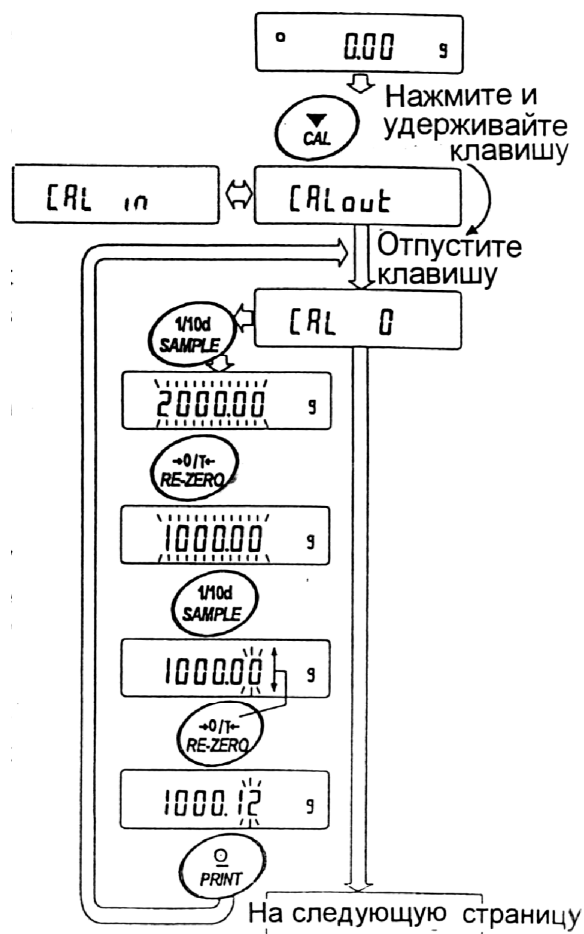 o 0.00 g
Нажмите и
удерживайте
клавишу
CAL
CAL in
CALout
Отпустите
клавишу
CAL 0
1/10d
SAMPLE
2000.00 g
→0/T←
RE-ZERO
1000.00 g
1/10d
SAMPLE
1000.00 g
→0/T←
RE-ZERO
1000.12 g
PRINT
На следующую страницу